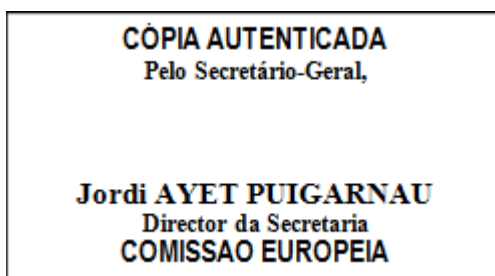 CÓPIA AUTENTICADA
Pelo Secretário-Geral,
Jordi AYET PUIGARNAU
Director da Secretaria
COMISSAO EUROPEIA